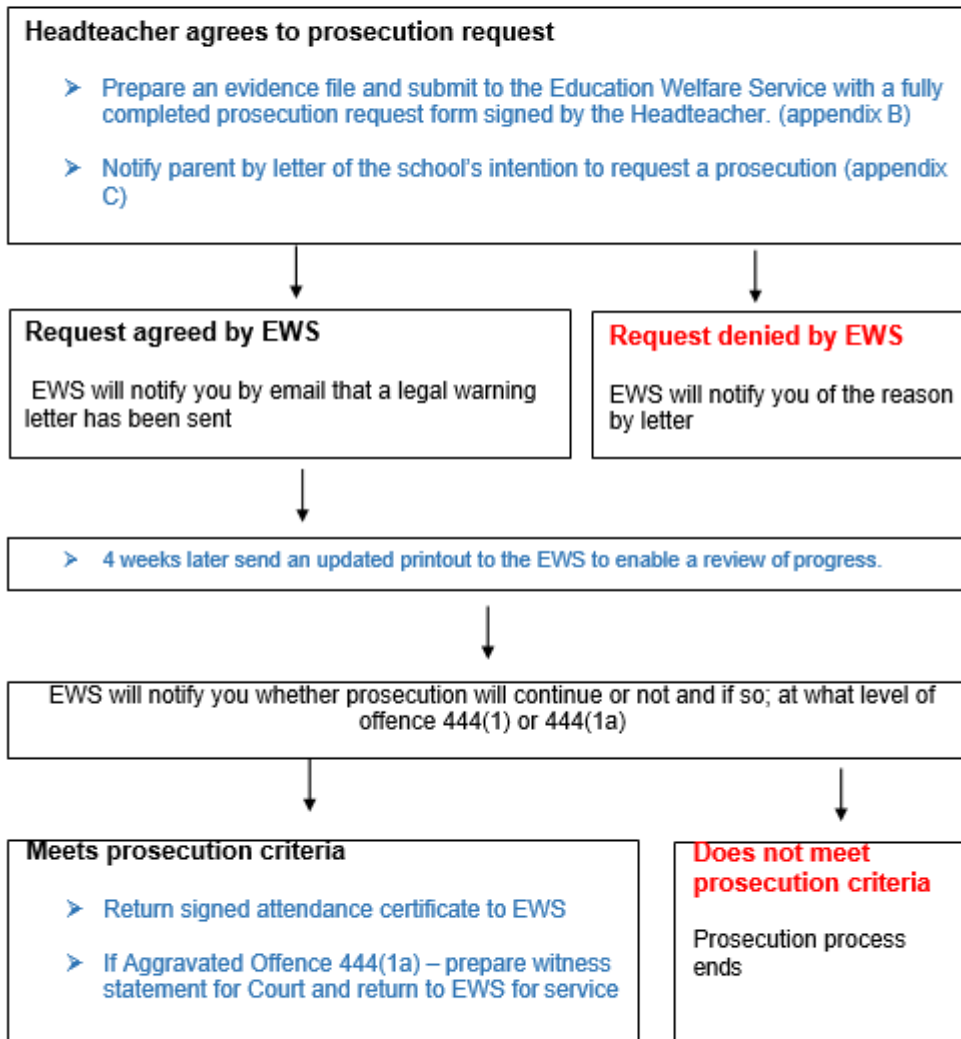 Headteacher agrees to prosecution request
➤ Prepare an evidence file and submit to the Education Welfare Service with a fully
completed prosecution request form signed by the Headteacher. (appendix B)
➤ Notify parent by letter of the school's intention to request a prosecution (appendix
C)
Request agreed by EWS
EWS will notify you by email that a legal warning
letter has been sent
Request denied by EWS
EWS will notify you of the reason
by letter
➤ 4 weeks later send an updated printout to the EWS to enable a review of progress.
EWS will notify you whether prosecution will continue or not and if so; at what level of
offence 444(1) or 444(1a)
Meets prosecution criteria
➤ Return signed attendance certificate to EWS
➤ If Aggravated Offence 444(1a) – prepare witness
statement for Court and return to EWS for service
Does not meet
prosecution criteria
Prosecution process
ends